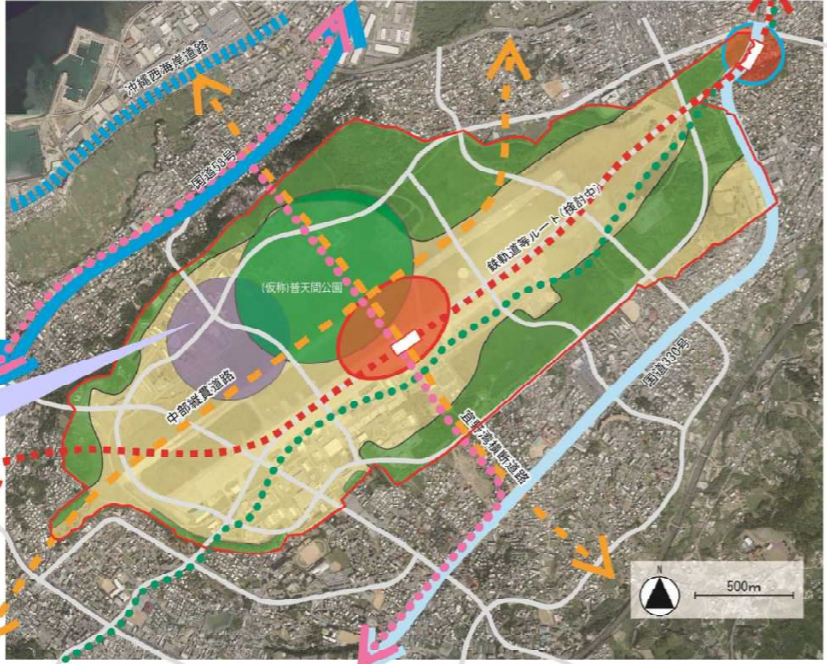 沖縄西海岸道路
国道58号
鉄軌道等ルート(検討中)
(仮称)普天間公園
中部縦貫道路
宜野湾横断道路
国道330号
N
500m